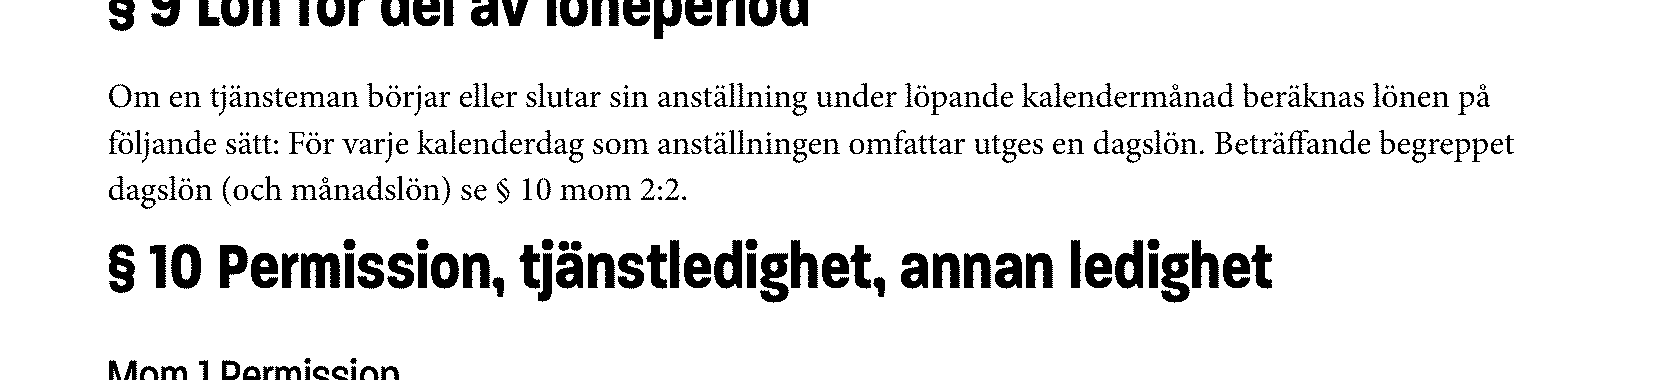 § 9 Lön för del av löneperiod
Om en tjänsteman börjar eller slutar sin anställning under löpande kalendermånad beräknas lönen på
följande sätt: För varje kalenderdag som anställningen omfattar utges en dagslön. Beträffande begreppet
dagslön (och månadslön) se § 10 mom 2:2.
§ 10 Permission, tjänstledighet, annan ledighet
Mom 1 Permission